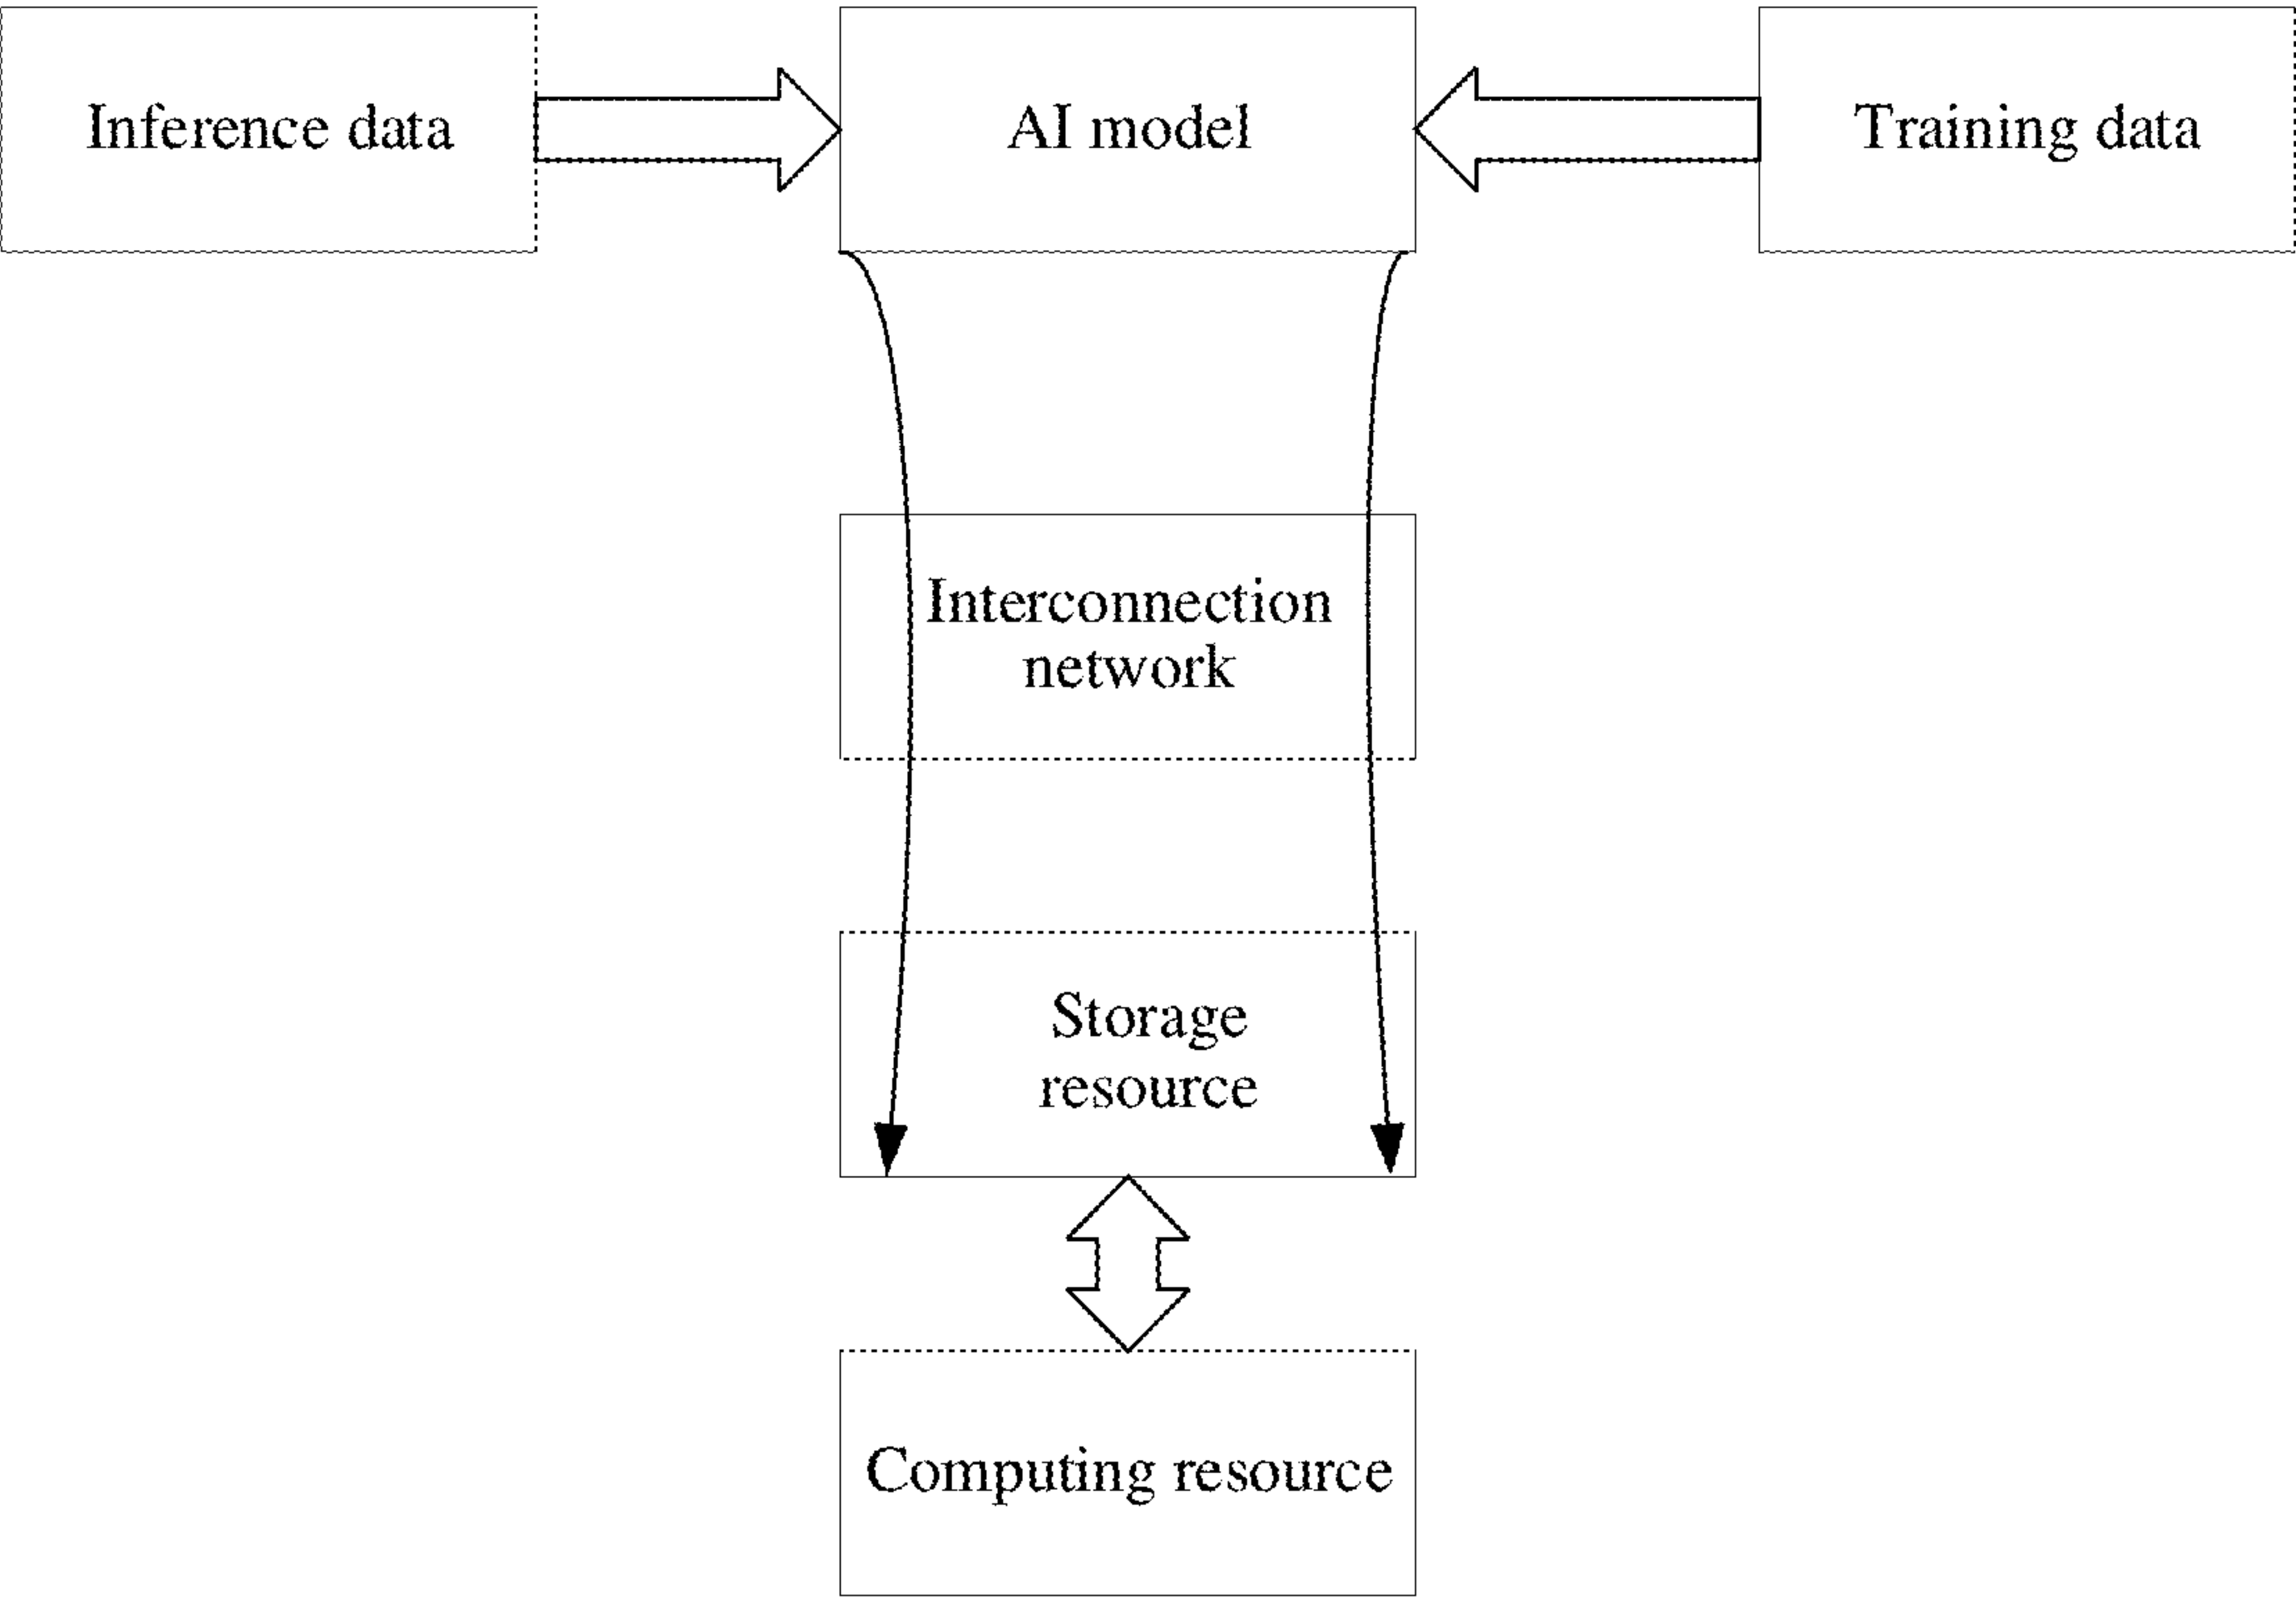 Inference data
AI model
Training data
Interconnection
network
Storage
resource
Computing resource